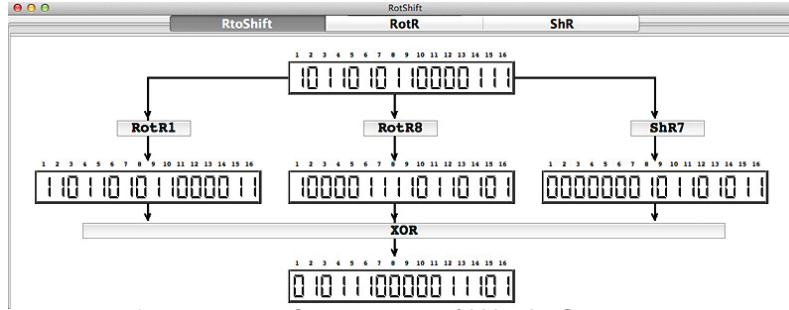 RotShift
RtoShift RotR ShR
1 2 3 4 5 6 7 8 9 10 11 12 13 14 15 16
1011010110000111
RotR1 RotR8 ShR7
1 2 3 4 5 6 7 8 9 10 11 12 13 14 15 16 1 2 3 4 5 6 7 8 9 10 11 12 13 14 15 16 1 2 3 4 5 6 7 8 9 10 11 12 13 14 15 16
1101101011000011 1000011110110101 0000000101101011
XOR
1 2 3 4 5 6 7 8 9 10 11 12 13 14 15 16
0101110000011101